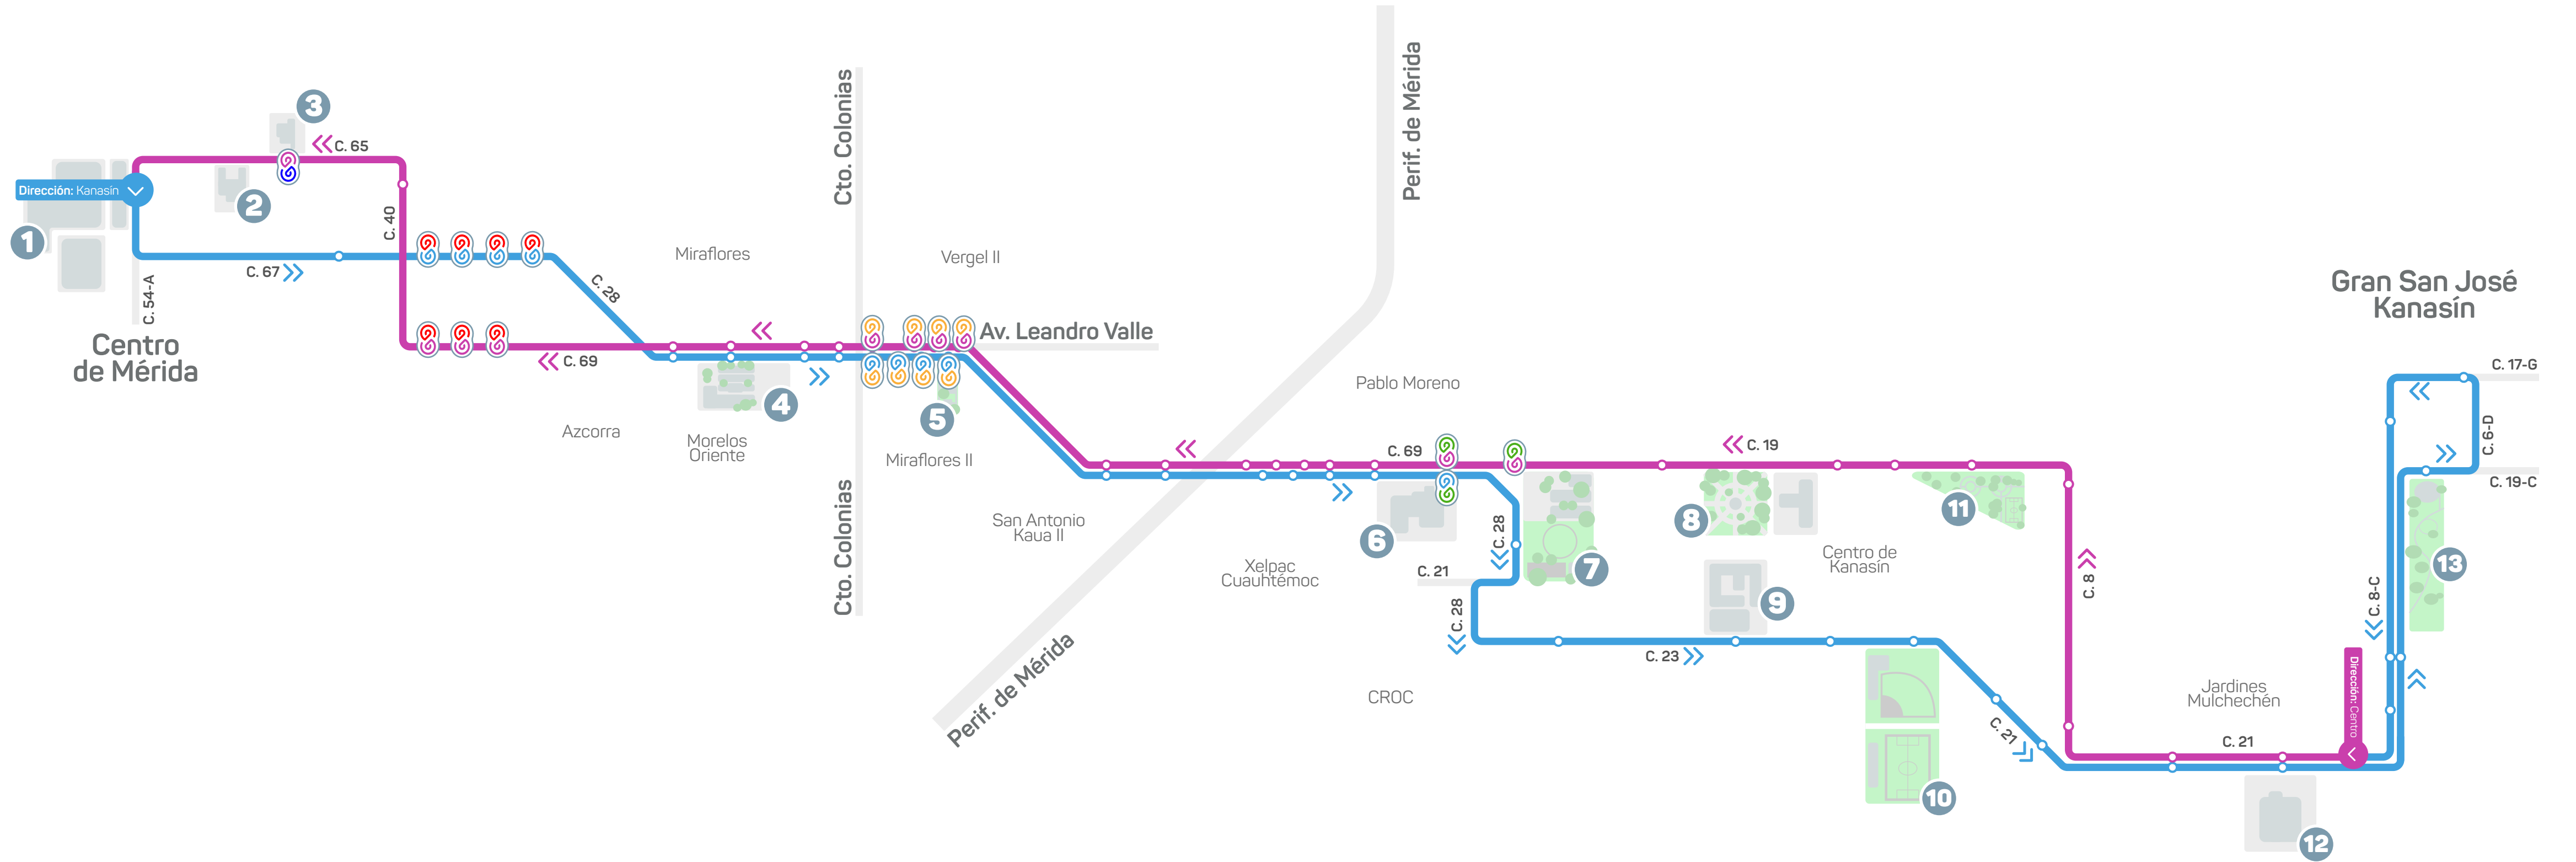 3
C. 65
Dirección: Kanasín
2
1
C. 40
C. 67
C. 54-A
Centro
de Mérida
C. 28
C. 69
Miraflores
Cto. Colonias
Vergel II
Av. Leandro Valle
4
5
Azcorra
Morelos
Oriente
Miraflores II
Cto. Colonias
Perif. de Mérida
Pablo Moreno
C. 69
C. 19
San Antonio
Kaua II
Xelpac
Cuauhtémoc
6
C. 28
7
8
11
C. 21
C. 28
9
Centro de
Kanasín
Perif. de Mérida
CROC
C. 23
10
C. 21
C. 8
Gran San José
Kanasín
C. 17-G
C. 6-D
C. 19-C
C. 8-C
13
Jardines
Mulchechén
Dirección: Centro
C. 21
12